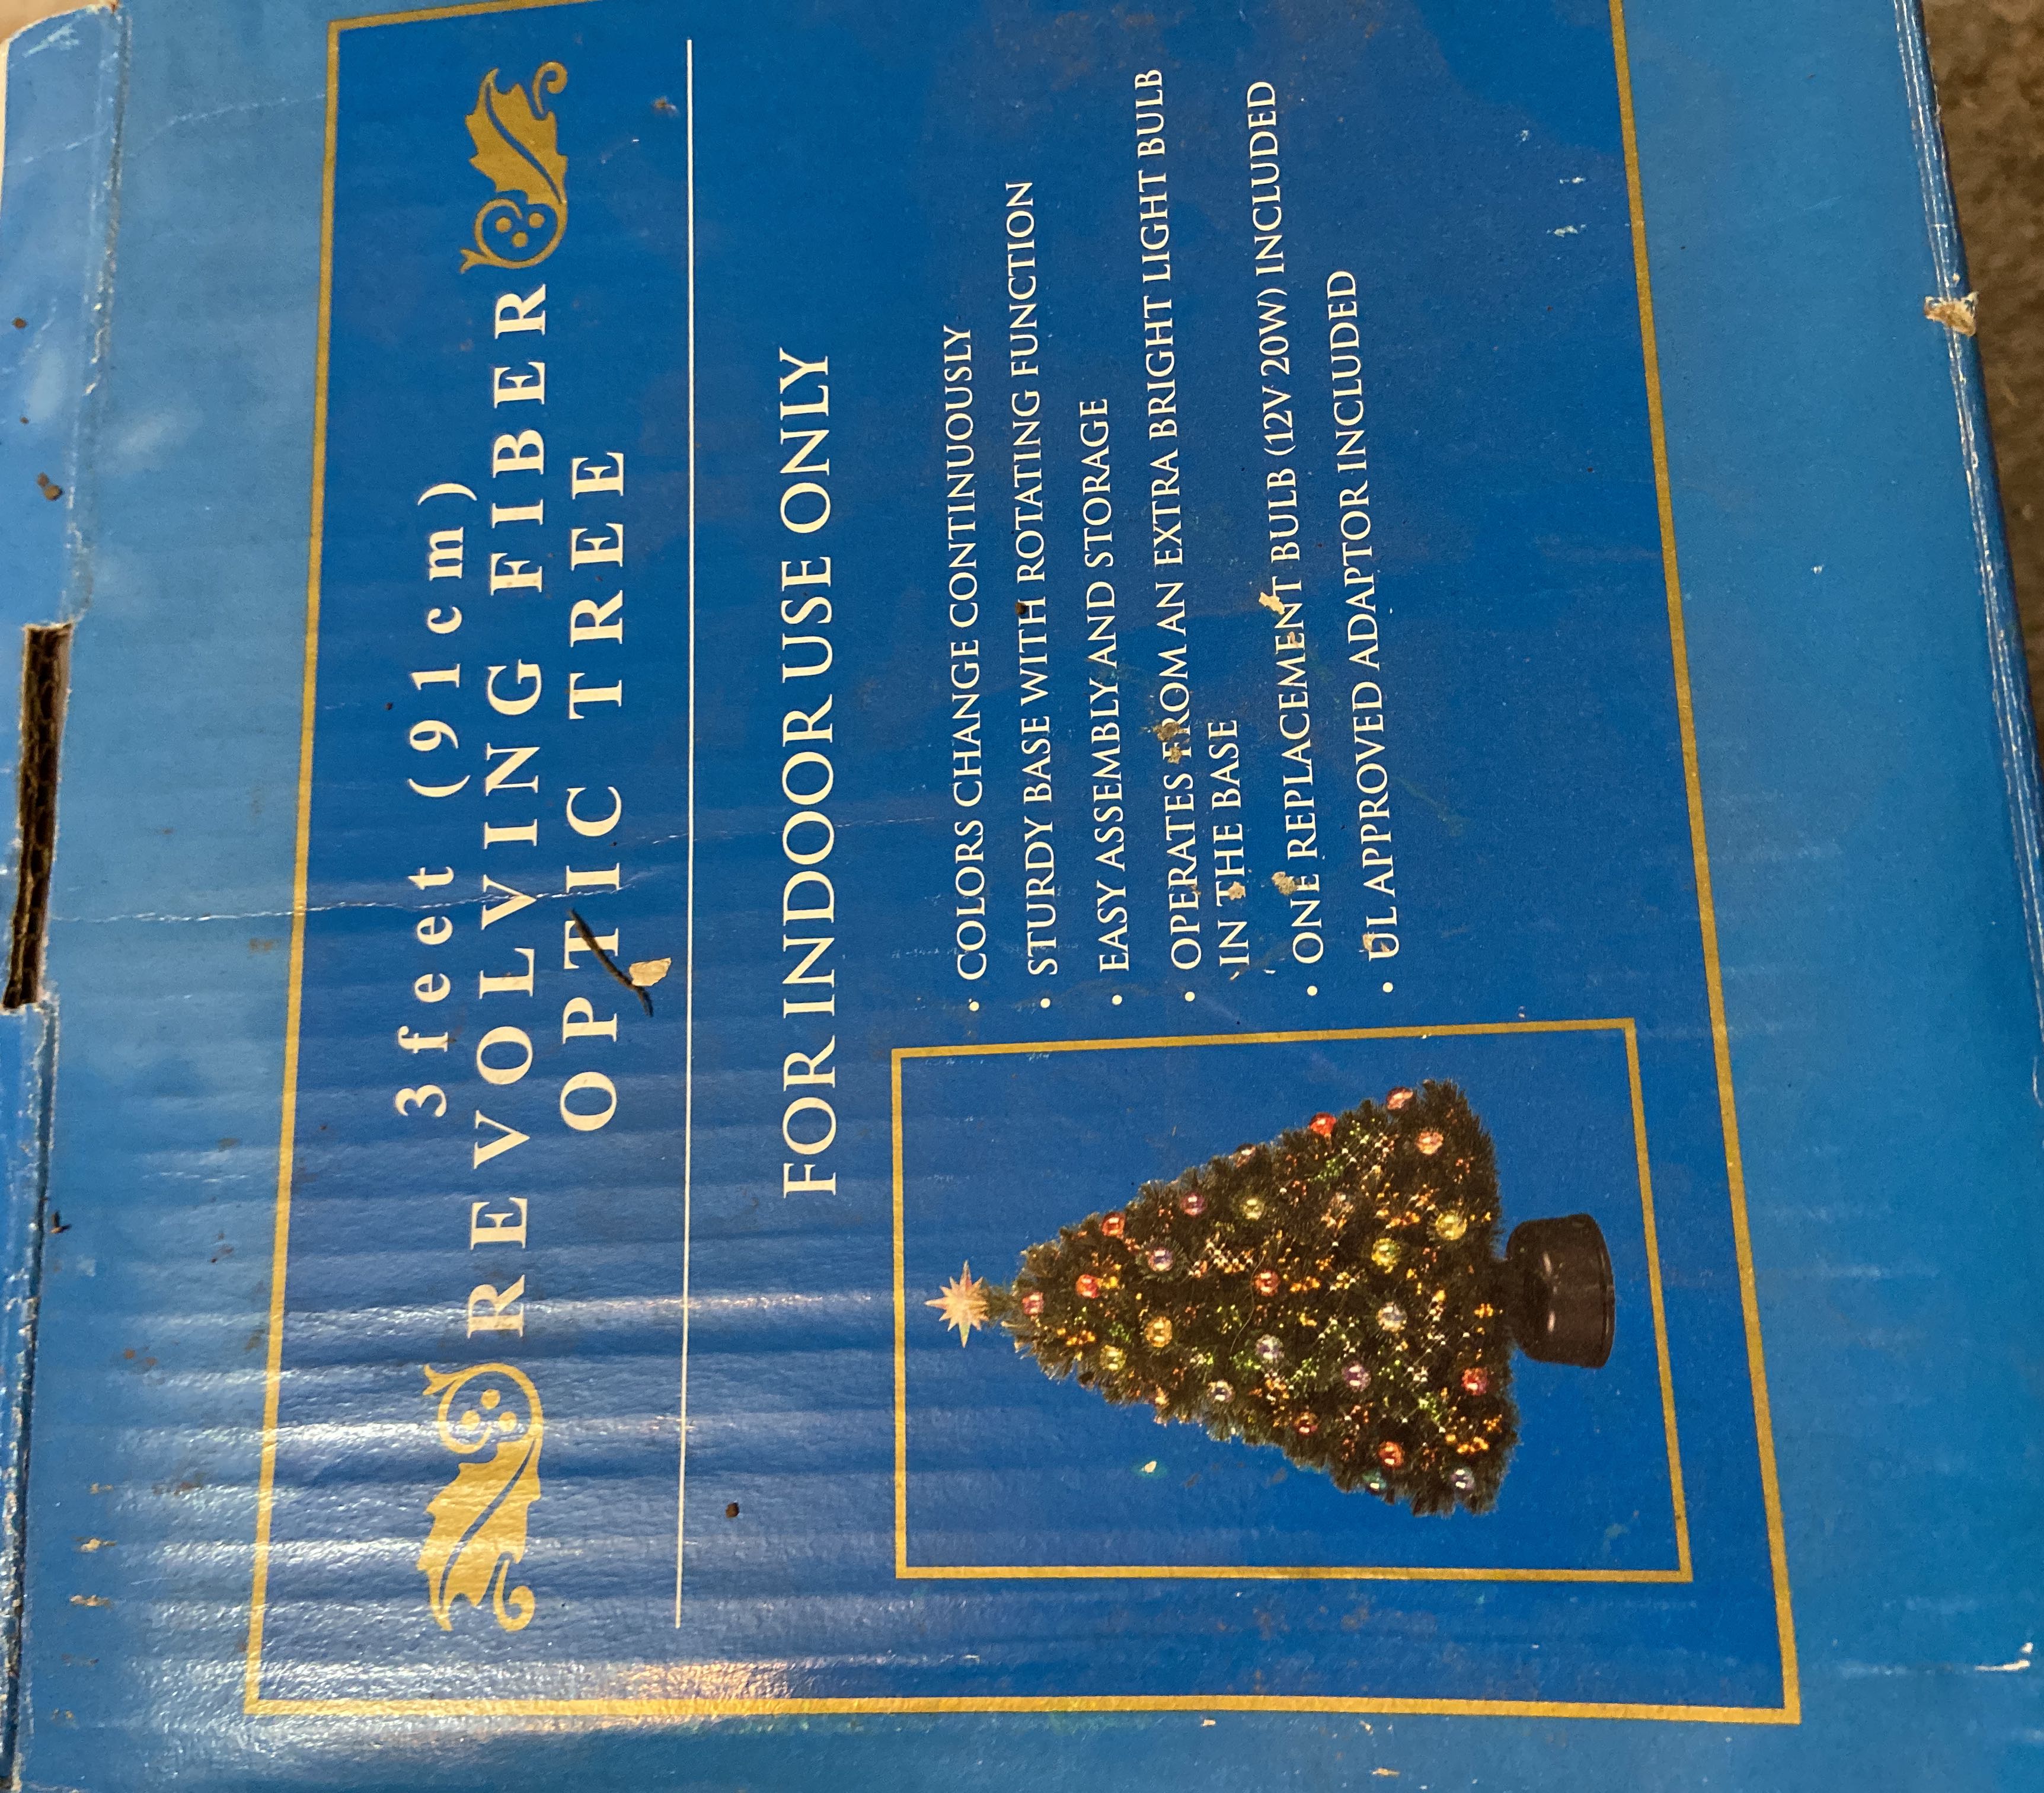 3feet (91cm)
REVOLVING FIBER
OPTIC TREE
FOR INDOOR USE ONLY
• COLORS CHANGE CONTINUOUSLY
• STURDY BASE WITH ROTATING FUNCTION
• EASY ASSEMBLY AND STORAGE
• OPERATES FROM AN EXTRA BRIGHT LIGHT BULB
IN THE BASE
• ONE REPLACEMENT BULB (12V 20W) INCLUDED
• UL APPROVED ADAPTOR INCLUDED